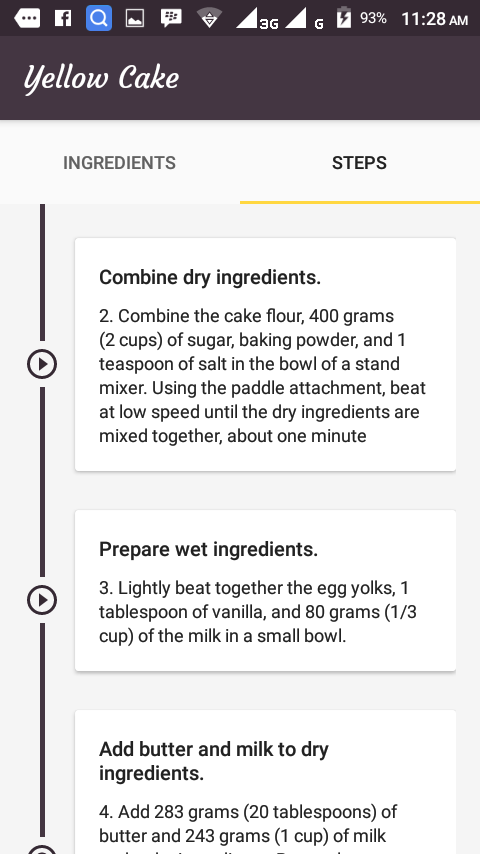 3G G 93% 11:28 AM
Yellow Cake
INGREDIENTS STEPS
Combine dry ingredients.
2. Combine the cake flour, 400 grams
(2 cups) of sugar, baking powder, and 1
teaspoon of salt in the bowl of a stand
mixer. Using the paddle attachment, beat
at low speed until the dry ingredients are
mixed together, about one minute
Prepare wet ingredients.
3. Lightly beat together the egg yolks, 1
tablespoon of vanilla, and 80 grams (1/3
cup) of the milk in a small bowl.
Add butter and milk to dry
ingredients.
4. Add 283 grams (20 tablespoons) of
butter and 243 grams (1 cup) of milk